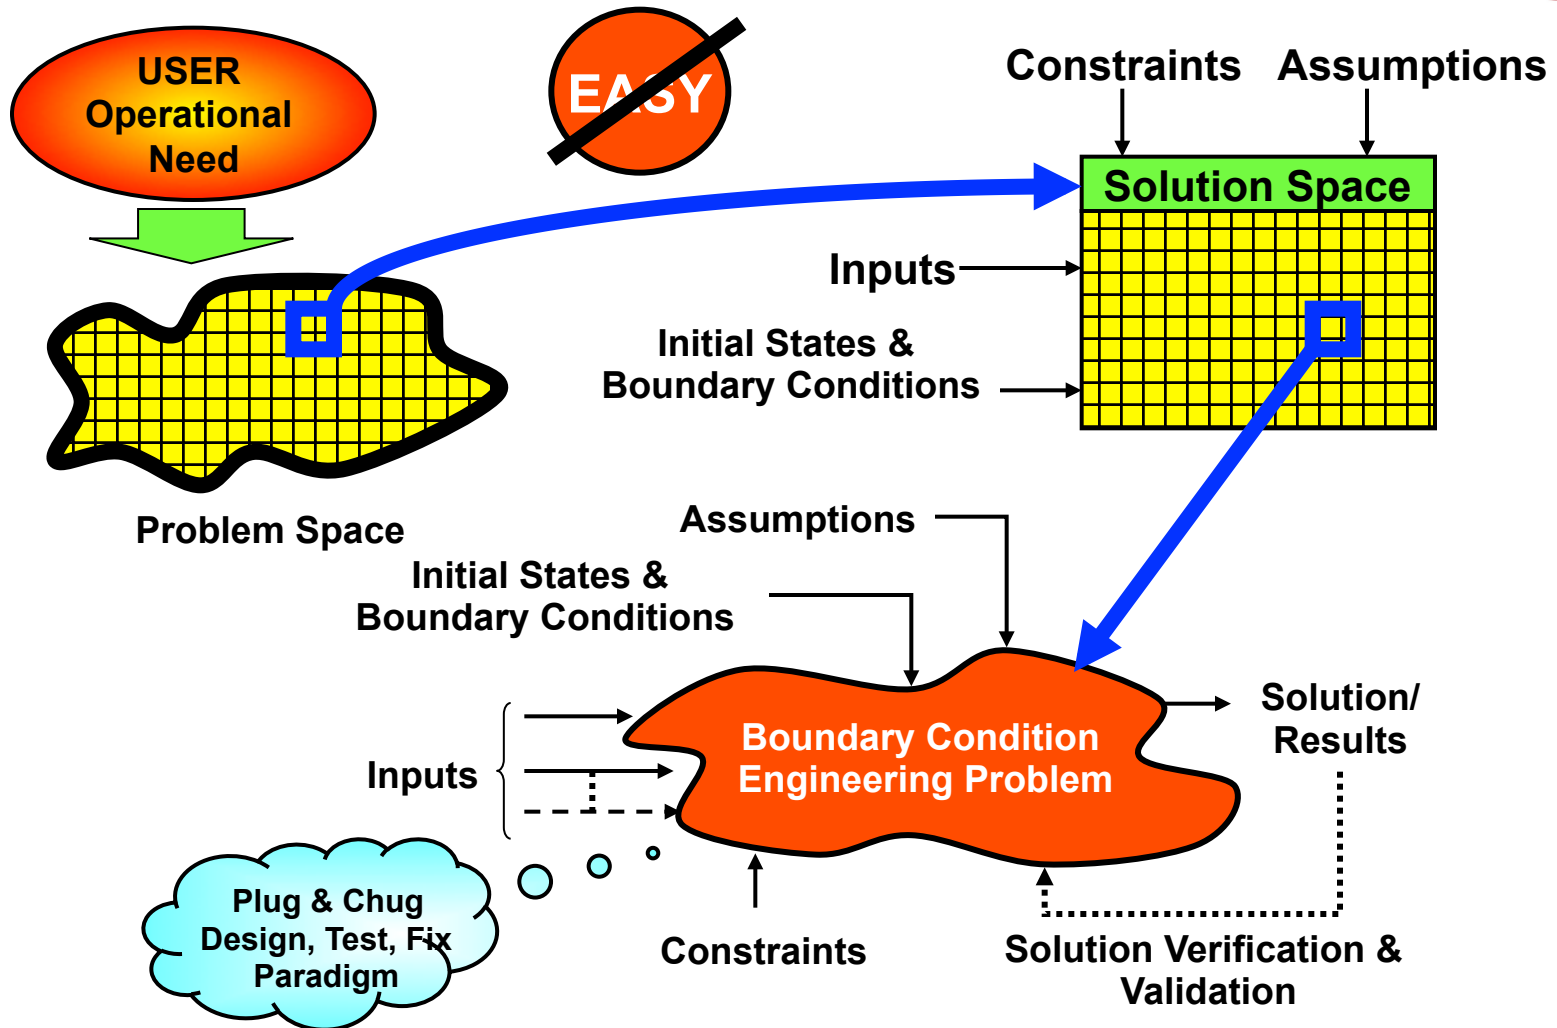 USER
Operational
Need
EASY
Constraints
Assumptions
Solution Space
Inputs
Initial States &
Boundary Conditions
Problem Space
Assumptions
Initial States &
Boundary Conditions
Inputs
Boundary Condition
Engineering Problem
Solution/
Results
Plug & Chug
Design, Test, Fix
Paradigm
Constraints
Solution Verification &
Validation